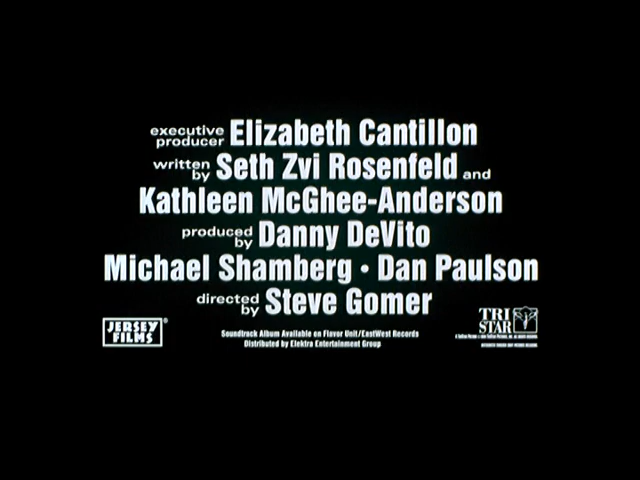 executive producer Elizabeth Cantillon
written by Seth Zvi Rosenfeld and
Kathleen McGhee-Anderson
produced by Danny DeVito
Michael Shamberg • Dan Paulson
directed by Steve Gomer
JERSEY FILMS®
Soundtrack Album Available on Flavor Unit/EastWest Records
Distributed by Elektra Entertainment Group
TRI STAR